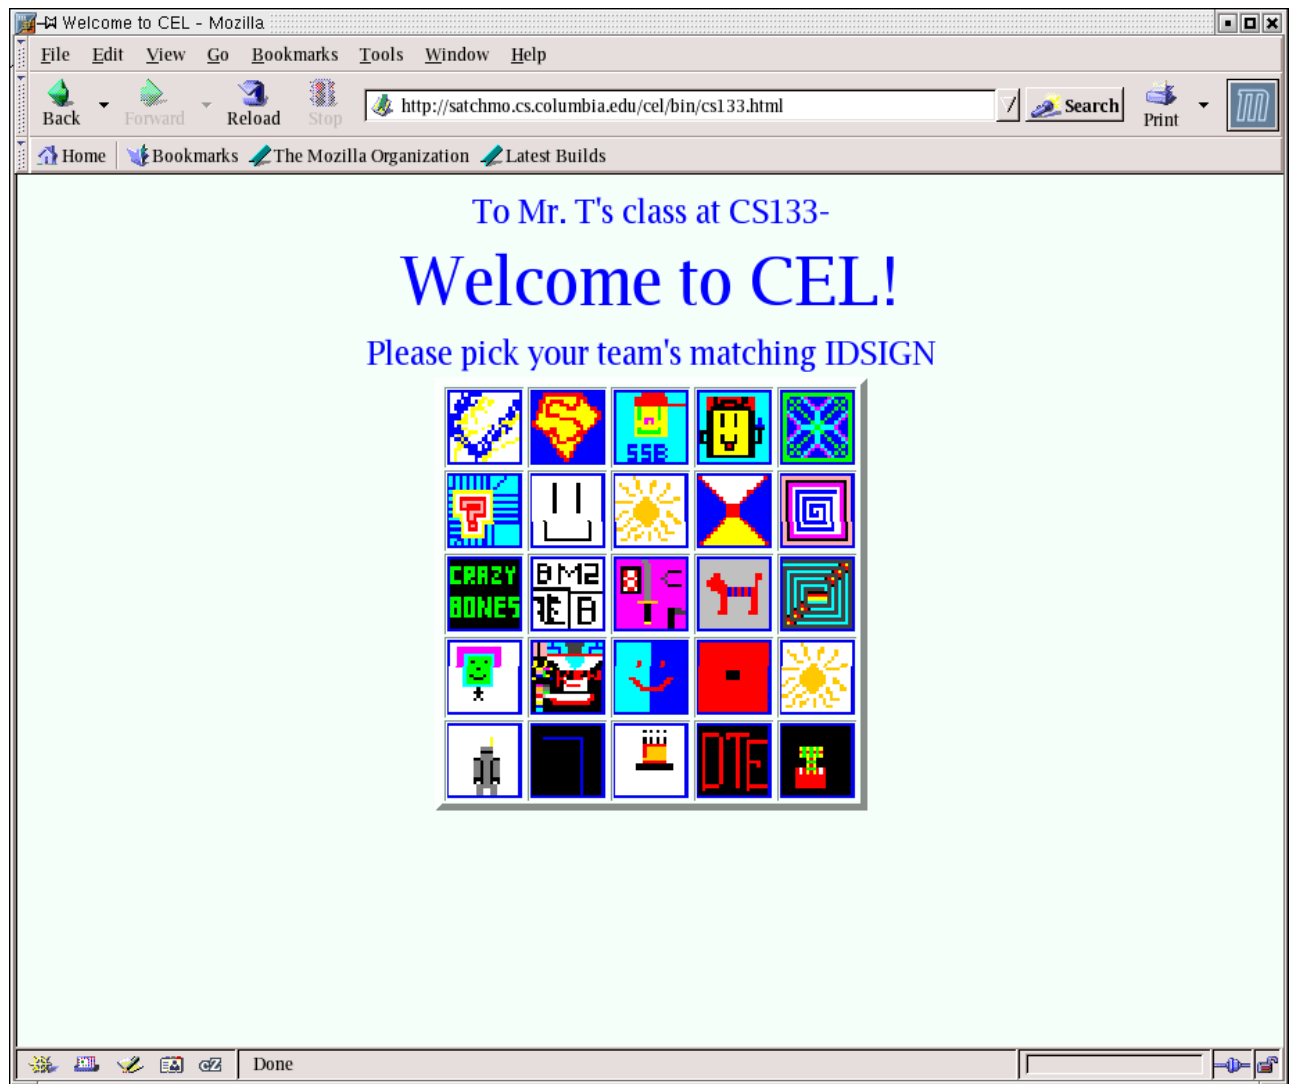 Welcome to CEL - Mozilla
File Edit View Go Bookmarks Tools Window Help
Back Forward Reload Stop http://satchmo.cs.columbia.edu/cel/bin/cs133.html Search Print
Home Bookmarks The Mozilla Organization Latest Builds
To Mr. T's class at CS133-
Welcome to CEL!
Please pick your team's matching IDSIGN
SSB
?
CRAZY
BONES
BM2
B
8
DTE
Done